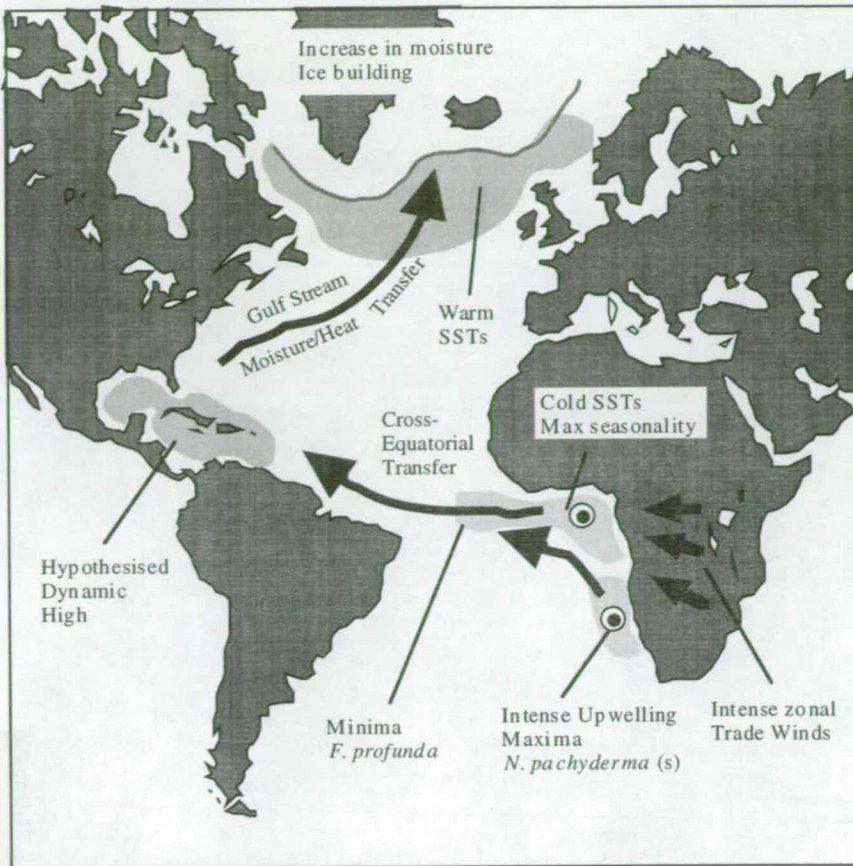 Increase in moisture
Ice building
Gulf Stream
Moisture/Heat Transfer
Warm
SSTs
Cold SSTs
Max seasonality
Cross-
Equatorial
Transfer
Hypothesised
Dynamic
High
Minima
F. profunda
Intense Upwelling
Maxima
N. pachyderma (s)
Intense zonal
Trade Winds